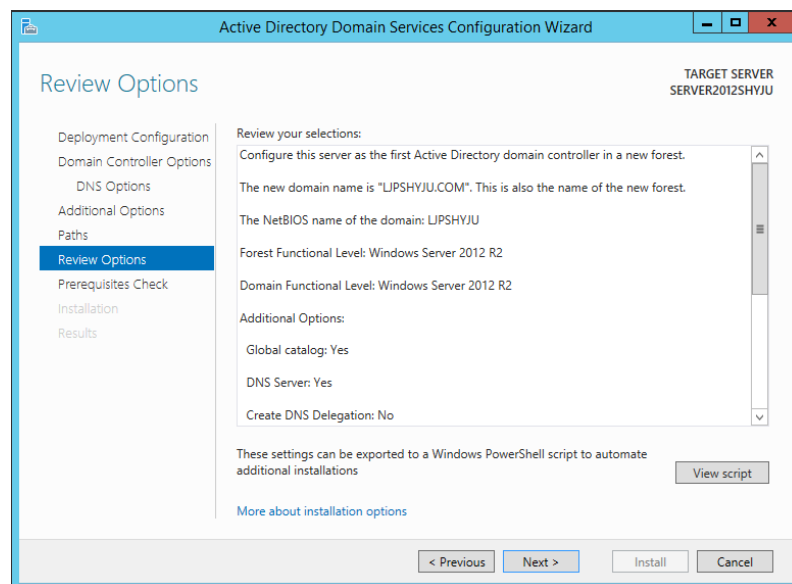 Active Directory Domain Services Configuration Wizard
Review Options
TARGET SERVER
SERVER2012SHYJU
Deployment Configuration
Domain Controller Options
DNS Options
Additional Options
Paths
Review Options
Prerequisites Check
Installation
Results
Review your selections:
Configure this server as the first Active Directory domain controller in a new forest.
The new domain name is "LJPSHYJU.COM". This is also the name of the new forest.
The NetBIOS name of the domain: LJPSHYJU
Forest Functional Level: Windows Server 2012 R2
Domain Functional Level: Windows Server 2012 R2
Additional Options:
Global catalog: Yes
DNS Server: Yes
Create DNS Delegation: No
These settings can be exported to a Windows PowerShell script to automate
additional installations
View script
More about installation options
< Previous
Next >
Install
Cancel